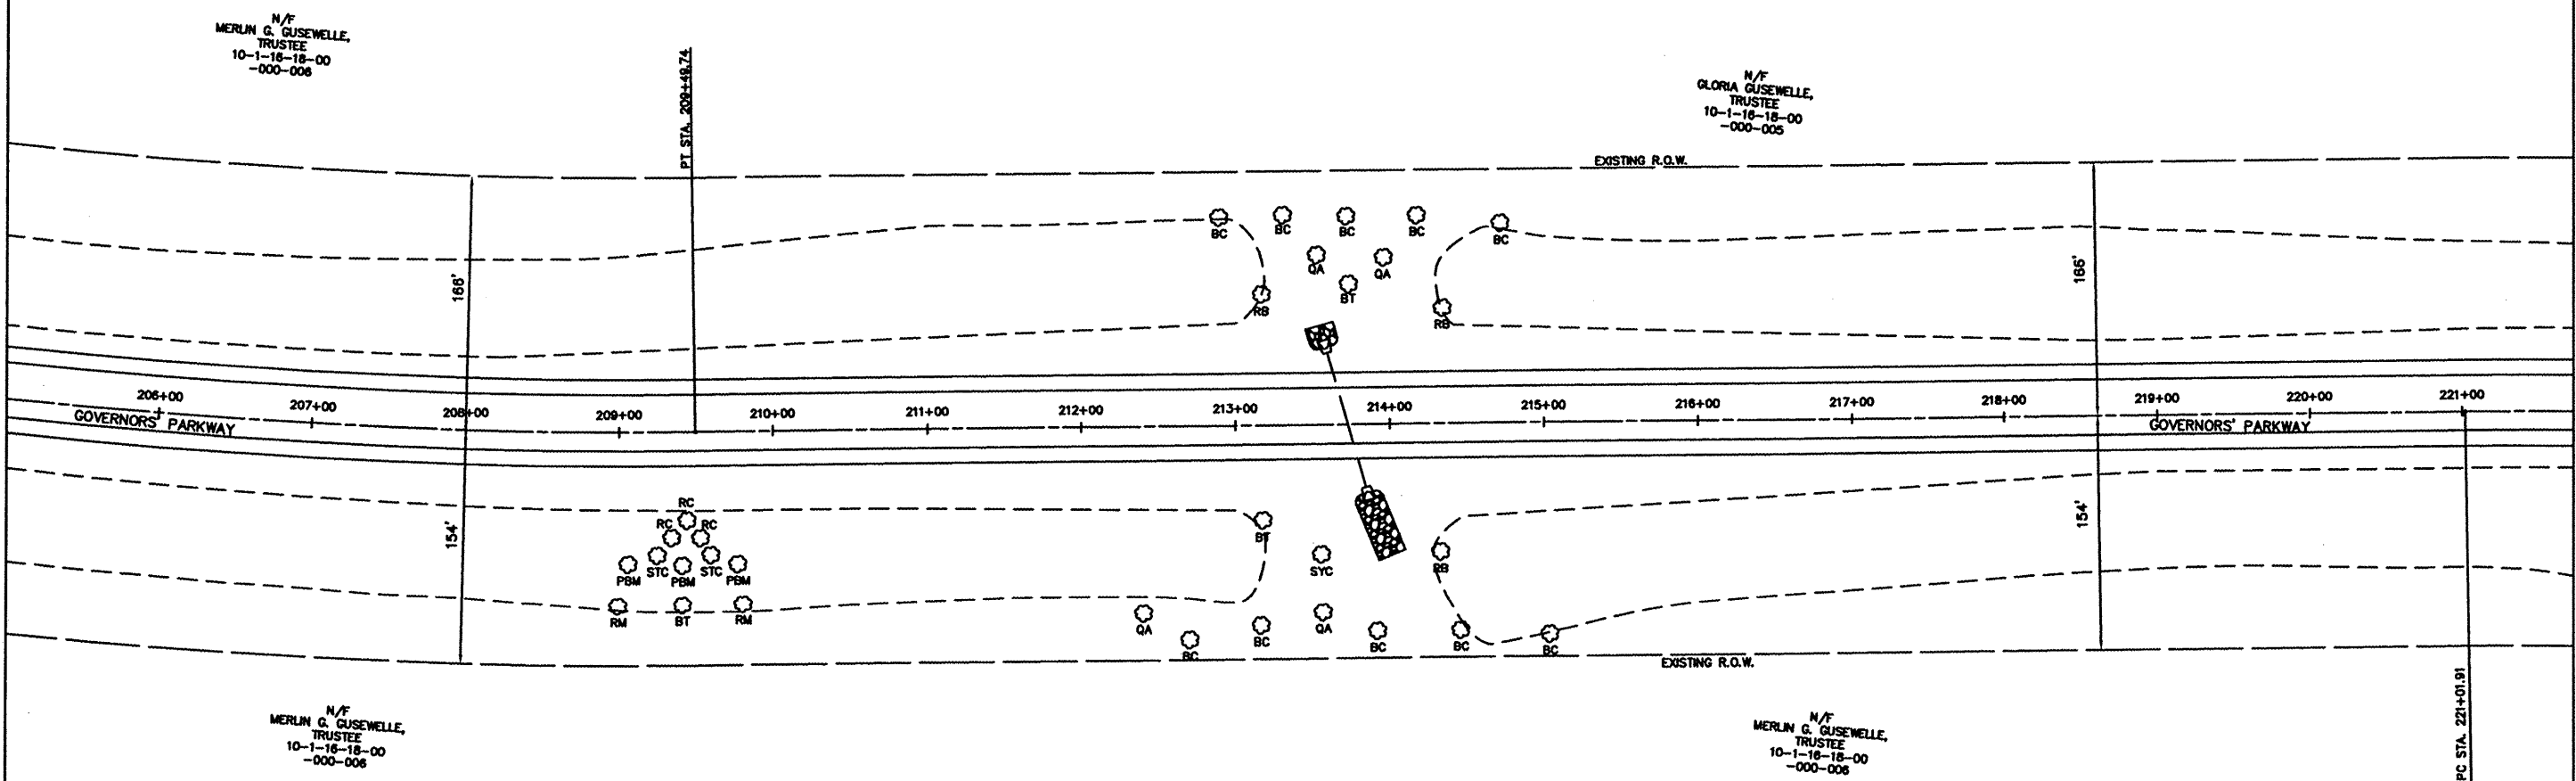 N/F
MERLIN G. GUSEWELLE,
TRUSTEE
10-1-16-18-00
-000-006
PT STA. 209+49.74
N/F
GLORIA GUSEWELLE,
TRUSTEE
10-1-16-18-00
-000-005
EXISTING R.O.W.
BC
BC
BC
BC
BC
QA
QA
BT
RB
RB
166'
166'
206+00
207+00
208+00
209+00
210+00
211+00
212+00
213+00
214+00
215+00
216+00
217+00
218+00
219+00
220+00
221+00
GOVERNORS' PARKWAY
GOVERNORS' PARKWAY
154'
154'
RC
RC
RC
STC
STC
PBM
PBM
PBM
RM
BT
RM
BT
SYC
RB
QA
BC
BC
QA
BC
BC
BC
EXISTING R.O.W.
N/F
MERLIN G. GUSEWELLE,
TRUSTEE
10-1-16-18-00
-000-006
N/F
MERLIN G. GUSEWELLE,
TRUSTEE
10-1-16-18-00
-000-006
PC STA. 221+01.91